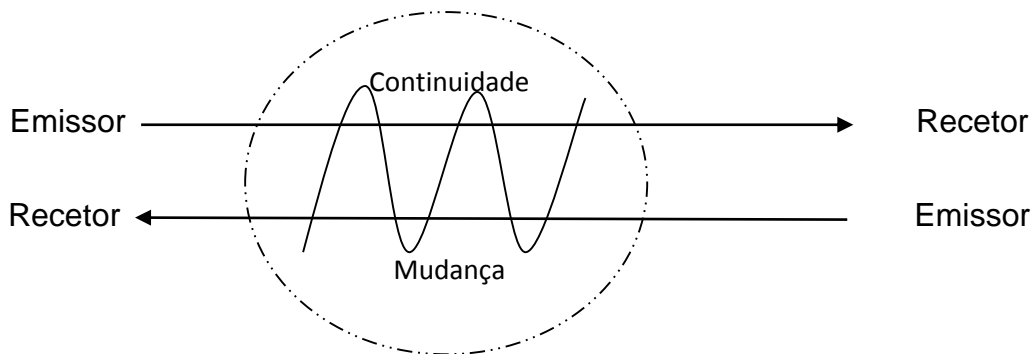 Continuidade
Emissor Recetor
Recetor Emissor
Mudança